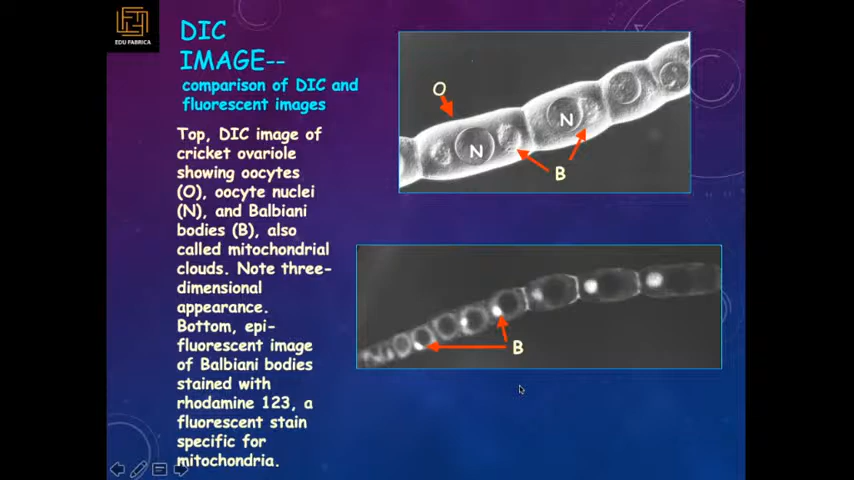 EDU FABRICA
DIC
IMAGE--
comparison of DIC and
fluorescent images
Top, DIC image of
cricket ovariole
showing oocytes
(O), oocyte nuclei
(N), and Balbiani
bodies (B), also
called mitochondrial
clouds. Note three-
dimensional
appearance.
Bottom, epi-
fluorescent image
of Balbiani bodies
stained with
rhodamine 123, a
fluorescent stain
specific for
mitochondria.
O
N
N
B
B